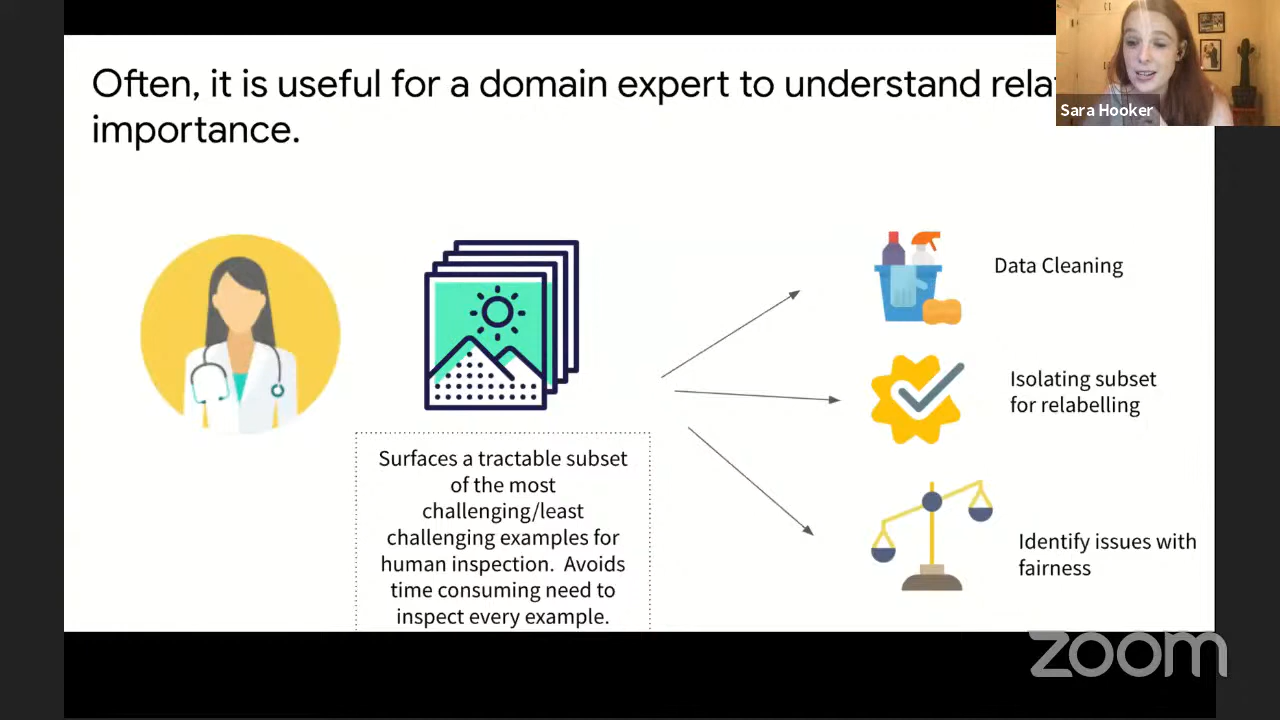 Often, it is useful for a domain expert to understand
importance.
Sara Hooker
Data Cleaning
Isolating subset
for relabelling
Surfaces a tractable subset
of the most
challenging/least
challenging examples for
human inspection. Avoids
time consuming need to
inspect every example.
Identify issues with
fairness
zoom